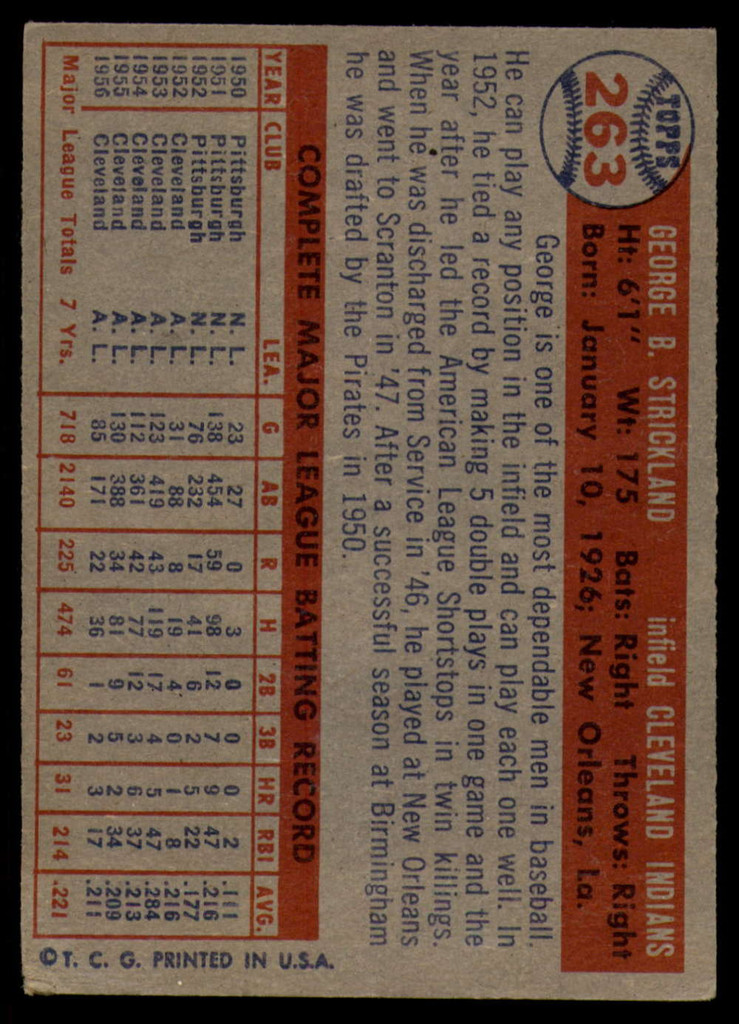 TOPPS
263
GEORGE B. STRICKLAND infield CLEVELAND INDIANS
Ht: 6'1" Wt: 175 Bats: Right Throws: Right
Born: January 10, 1926; New Orleans, La.
George is one of the most dependable men in baseball.
He can play any position in the infield and can play each one well. In
1952, he tied a record by making 5 double plays in one game and the
year after he led the American League Shortstops in twin killings.
When he was discharged from Service in '46, he played at New Orleans
and went to Scranton in '47. After a successful season at Birmingham
he was drafted by the Pirates in 1950.
COMPLETE MAJOR LEAGUE BATTING RECORD
YEAR CLUB LEA. G AB R H 2B 3B HR RBI AVG.
1950 Pittsburgh N. L. 23 27 0 3 0 0 0 2 .111
1951 Pittsburgh N. L. 138 454 59 98 12 7 9 47 .216
1952 Pittsburgh N. L. 76 232 17 41 6 2 5 22 .177
1952 Cleveland A. L. 31 88 8 19 4 0 1 8 .216
1953 Cleveland A. L. 123 419 43 119 17 4 5 47 .284
1954 Cleveland A. L. 112 361 42 77 12 3 6 37 .213
1955 Cleveland A. L. 130 388 34 81 9 5 2 34 .209
1956 Cleveland A. L. 85 171 22 36 1 2 3 17 .211
Major League Totals 7 Yrs. 718 2140 225 474 61 23 31 214 .221
© T. C. G. PRINTED IN U.S.A.